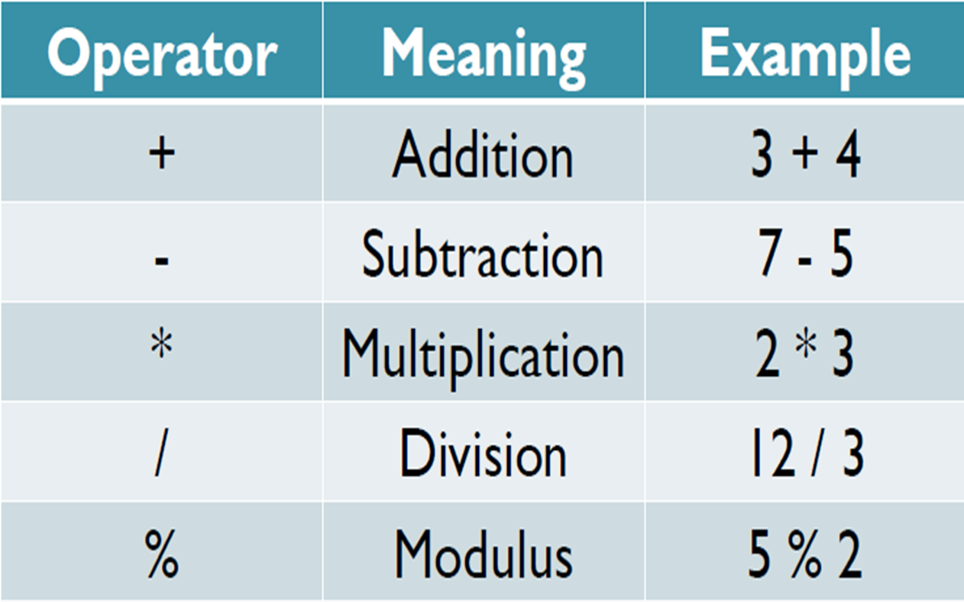 Operator Meaning Example
+ Addition 3 + 4
- Subtraction 7 - 5
* Multiplication 2 * 3
/ Division 12 / 3
% Modulus 5 % 2